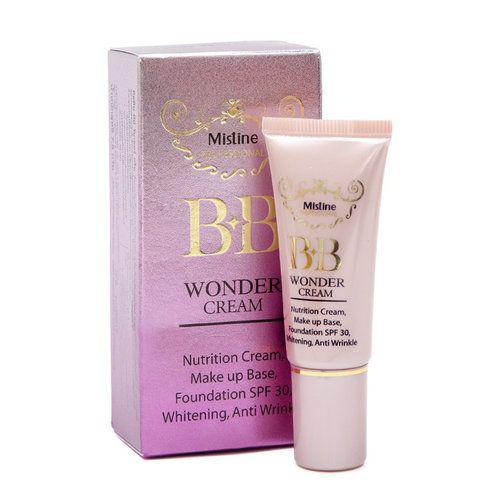 Mistine
PROFESSIONAL
BB
WONDER
CREAM
Nutrition Cream,
Make up Base,
Foundation SPF 30,
Whitening, Anti Wrinkle
Mistine
BB
WONDER
CREAM
Nutrition Cream,
Make up Base,
Foundation SPF 30,
Whitening, Anti Wrinkle